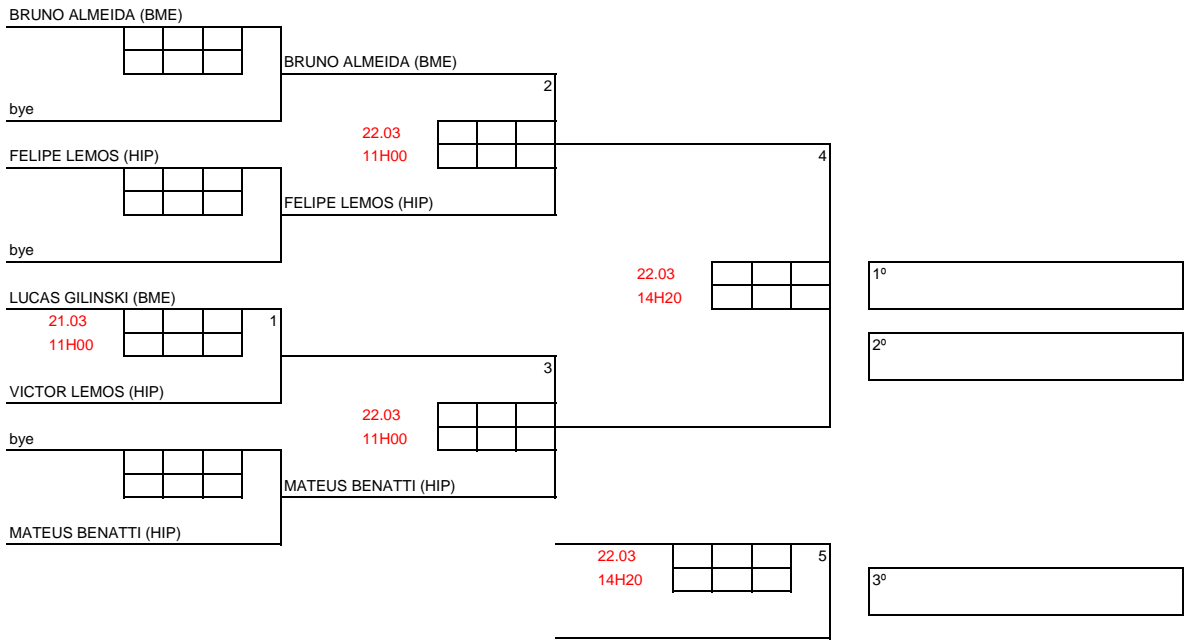 BRUNO ALMEIDA (BME)
BRUNO ALMEIDA (BME)
2
bye
22.03
11H00
FELIPE LEMOS (HIP)
4
FELIPE LEMOS (HIP)
bye
22.03
14H20
1º
LUCAS GILINSKI (BME)
21.03
11H00
1
2º
3
VICTOR LEMOS (HIP)
22.03
11H00
bye
MATEUS BENATTI (HIP)
MATEUS BENATTI (HIP)
22.03
14H20
5
3º